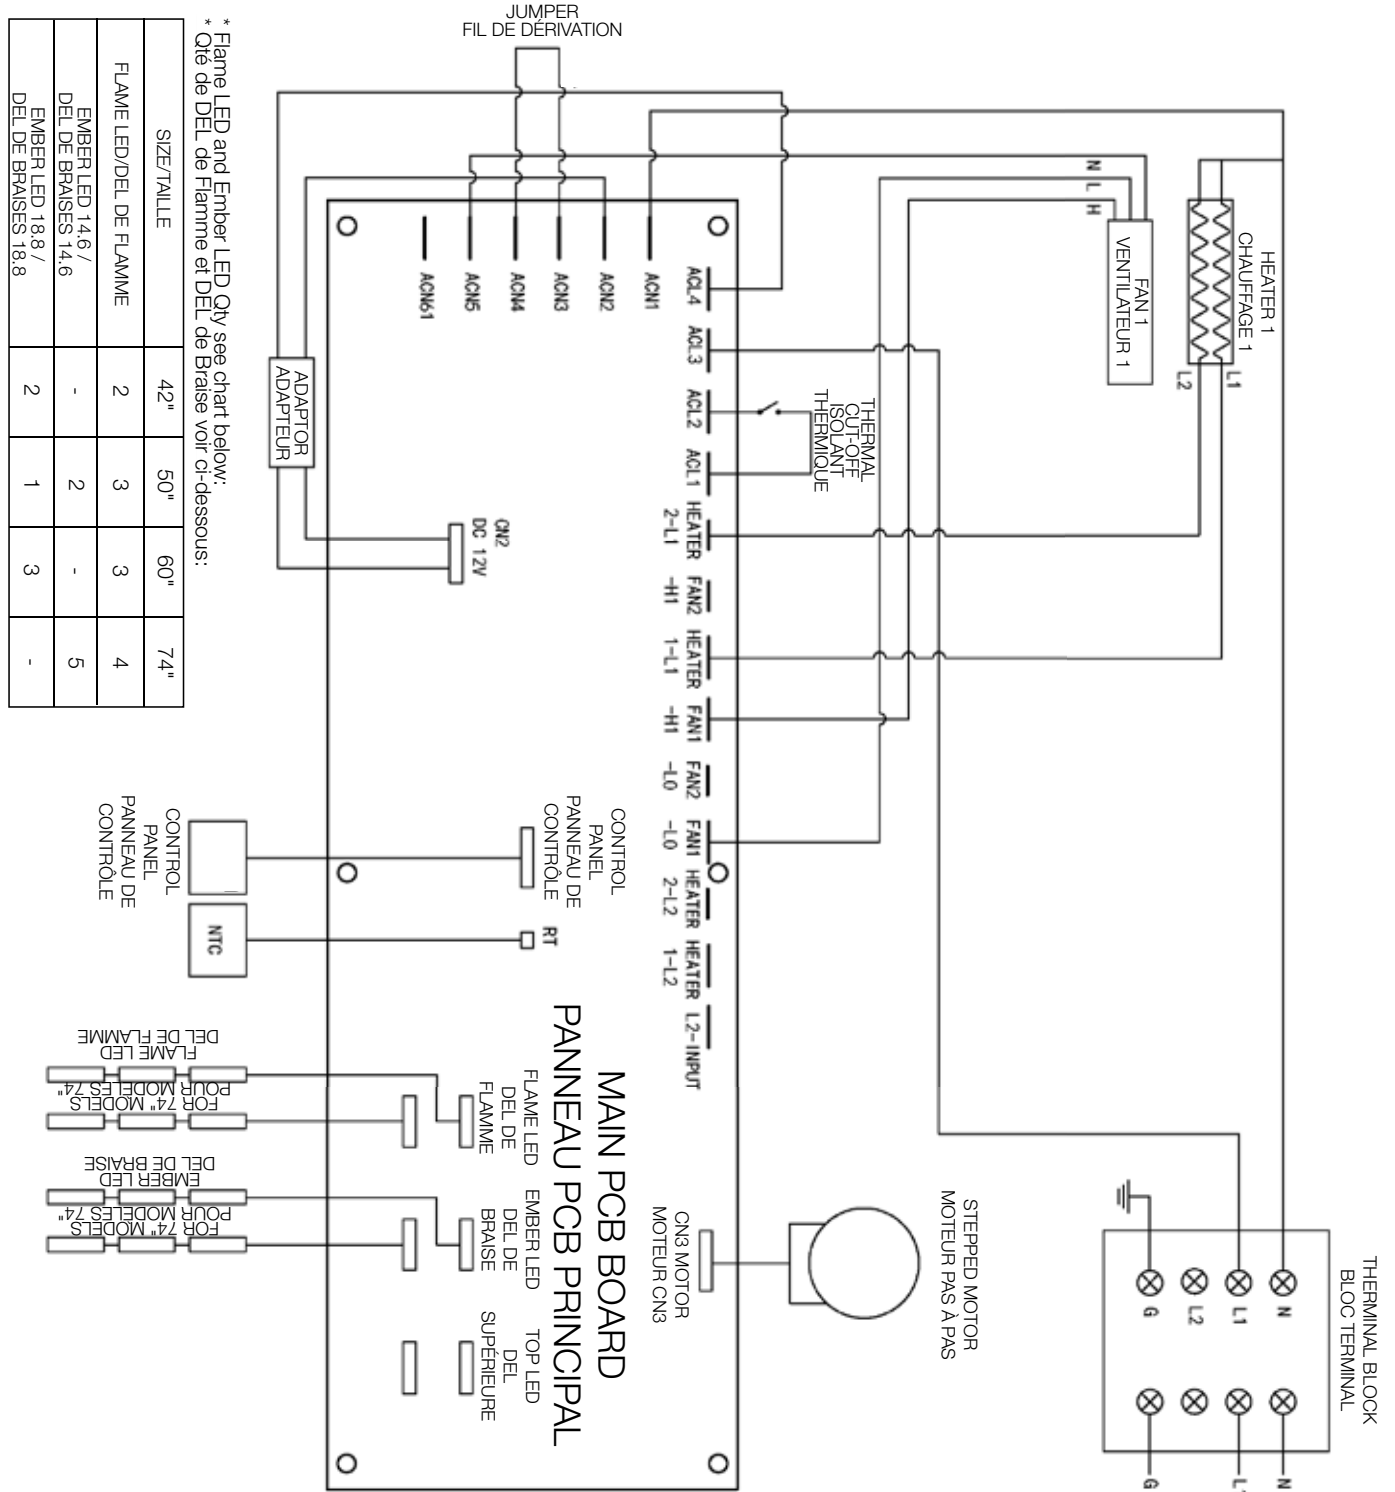 JUMPER
FIL DE DÉRIVATION
THERMINAL BLOCK
BLOC TERMINAL
N
L1
L2
G
N
G
HEATER 1
CHAUFFAGE 1
L1
L2
FAN 1
VENTILATEUR 1
N
L
H
STEPPED MOTOR
MOTEUR PAS À PAS
THERMAL
CUT-OFF
ISOLANT
THERMIQUE
ACL4
ACL3
ACL2
ACL1
HEATER
2-L1
FAN2
-H1
HEATER
1-L1
FAN1
-H1
FAN2
-LO
FAN1
-LO
HEATER
2-L2
HEATER
1-L2
L2-INPUT
ACN1
ACN2
ACN3
ACN4
ACN5
ACN61
CN3 MOTOR
MOTEUR CN3
MAIN PCB BOARD
PANNEAU PCB PRINCIPAL
CONTROL
PANEL
PANNEAU DE
CONTRÔLE
RT
CN2
DC 12V
FLAME LED
DEL DE
FLAMME
EMBER LED
DEL DE
BRAISE
TOP LED
DEL
SUPÉRIEURE
ADAPTOR
ADAPTEUR
CONTROL
PANEL
PANNEAU DE
CONTRÔLE
NTC
FLAME LED
DEL DE FLAMME
FOR 74" MODELS
POUR MODÈLES 74"
EMBER LED
DEL DE BRAISE
FOR 74" MODELS
POUR MODÈLES 74"
* Flame LED and Ember LED Qty see chart below:
* Qté de DEL de Flamme et DEL de Braise voir ci-dessous:
SIZE/TAILLE 42" 50" 60" 74"
FLAME LED/DEL DE FLAMME 2 3 3 4
EMBER LED 14.6 /
DEL DE BRAISES 14.6 - 2 - 5
EMBER LED 18.8 /
DEL DE BRAISES 18.8 2 1 3 -